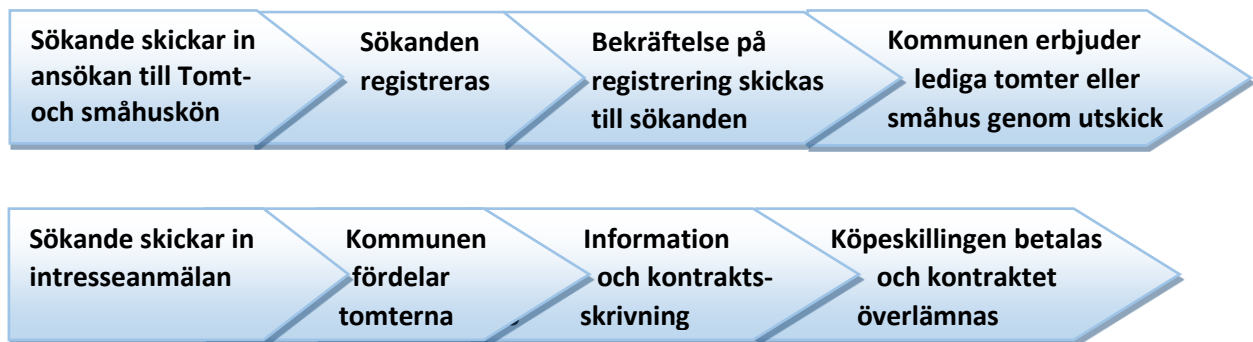 Sökande skickar in
ansökan till Tomt-
och småhuskön
Sökanden
registreras
Bekräftelse på
registrering skickas
till sökanden
Kommunen erbjuder
lediga tomter eller
småhus genom utskick
Sökande skickar in
intresseanmälan
Kommunen
fördelar
tomterna
Information
och kontrakts-
skrivning
Köpeskillingen betalas
och kontraktet
överlämnas